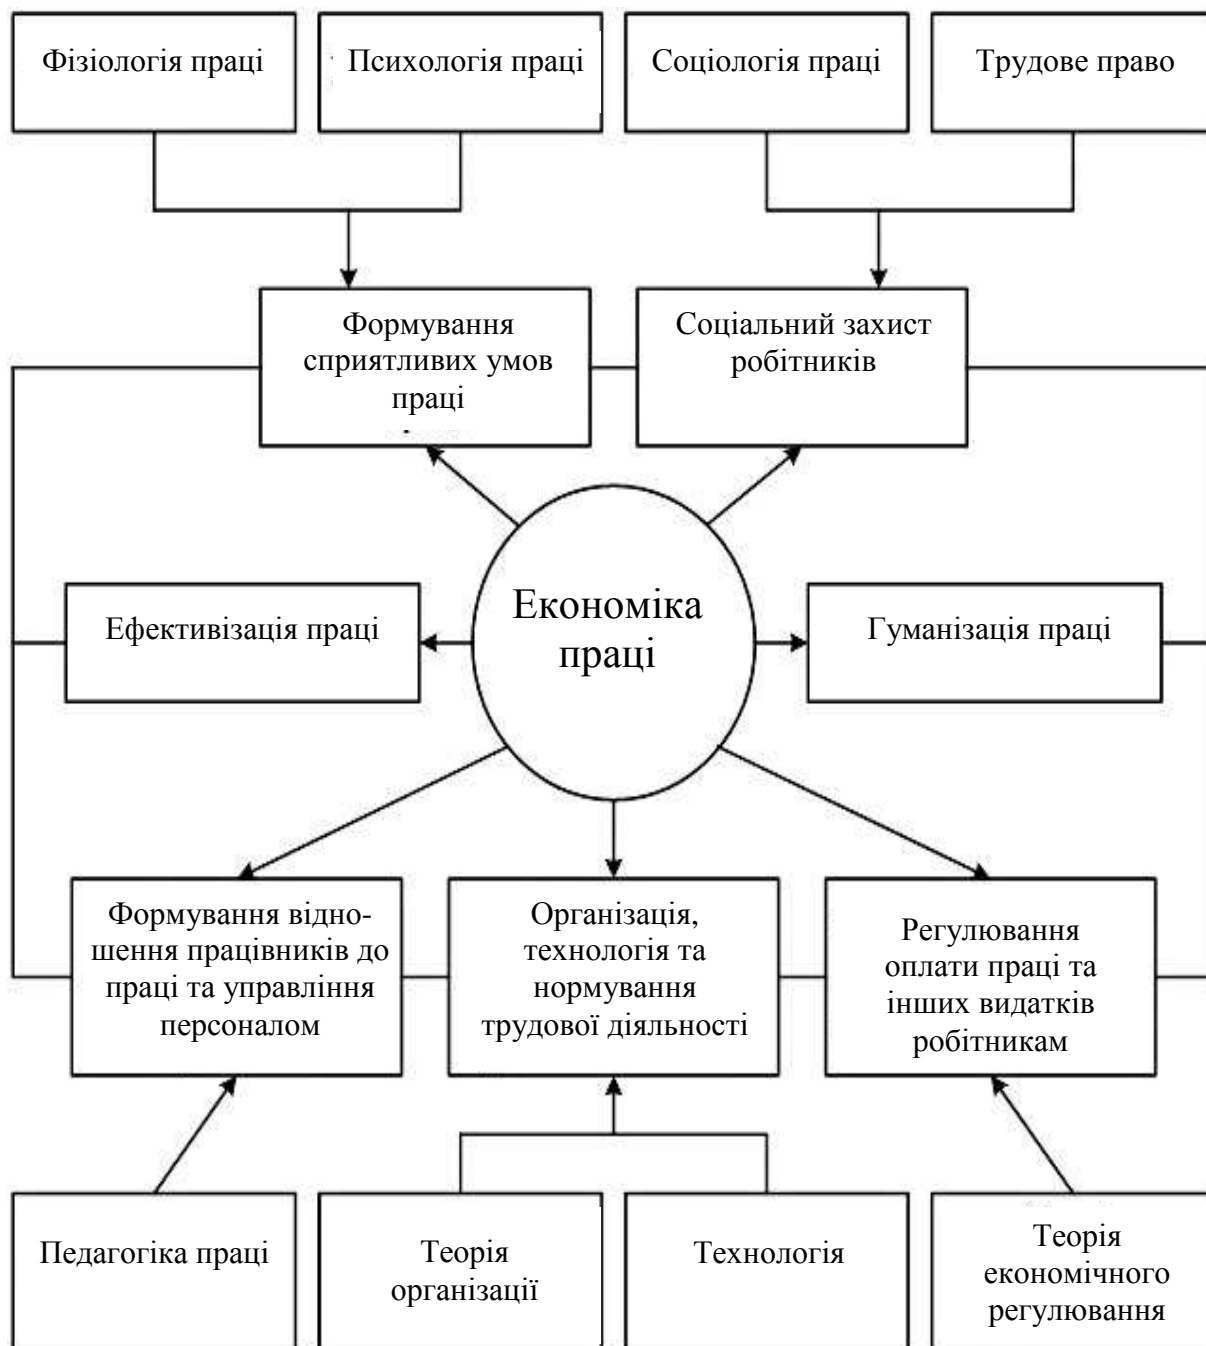 Фізіологія праці
Психологія праці
Соціологія праці
Трудове право
Формування
сприятливих умов
праці
Соціальний захист
робітників
Економіка
праці
Ефективізація праці
Гуманізація праці
Формування відно-
шення працівників до
праці та управління
персоналом
Організація,
технологія та
нормування
трудової діяльності
Регулювання
оплати праці та
інших видатків
робітникам
Педагогіка праці
Теорія
організації
Технологія
Теорія
економічного
регулювання